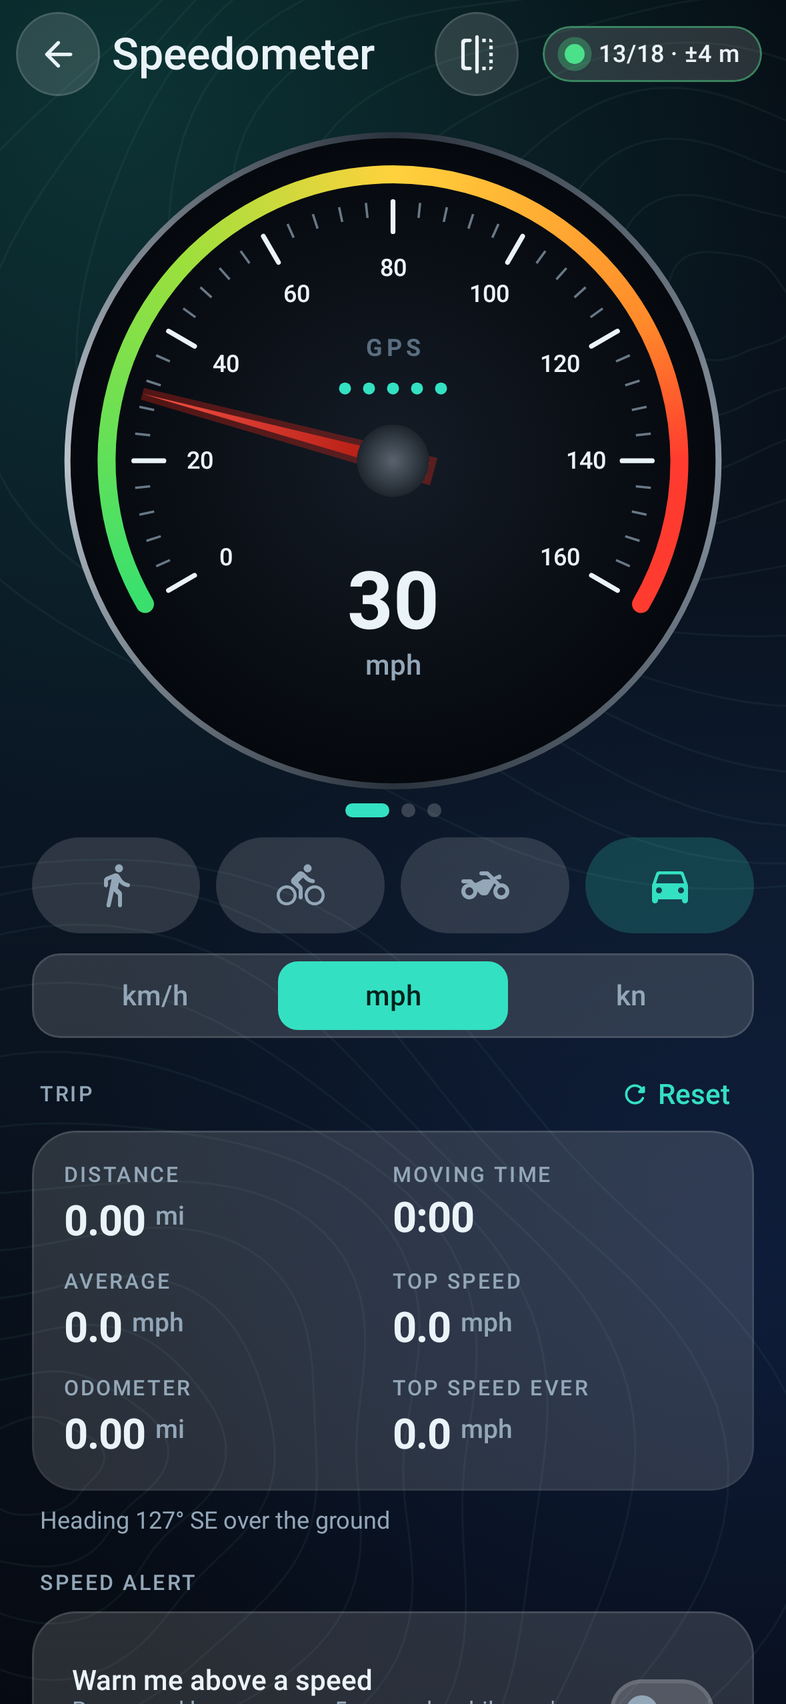 Speedometer
13/18 · ±4 m
80
60
100
40
120
GPS
20
140
0
160
30
mph
km/h
mph
kn
TRIP
Reset
DISTANCE
MOVING TIME
0.00 mi
0:00
AVERAGE
TOP SPEED
0.0 mph
0.0 mph
ODOMETER
TOP SPEED EVER
0.00 mi
0.0 mph
Heading 127° SE over the ground
SPEED ALERT
Warn me above a speed